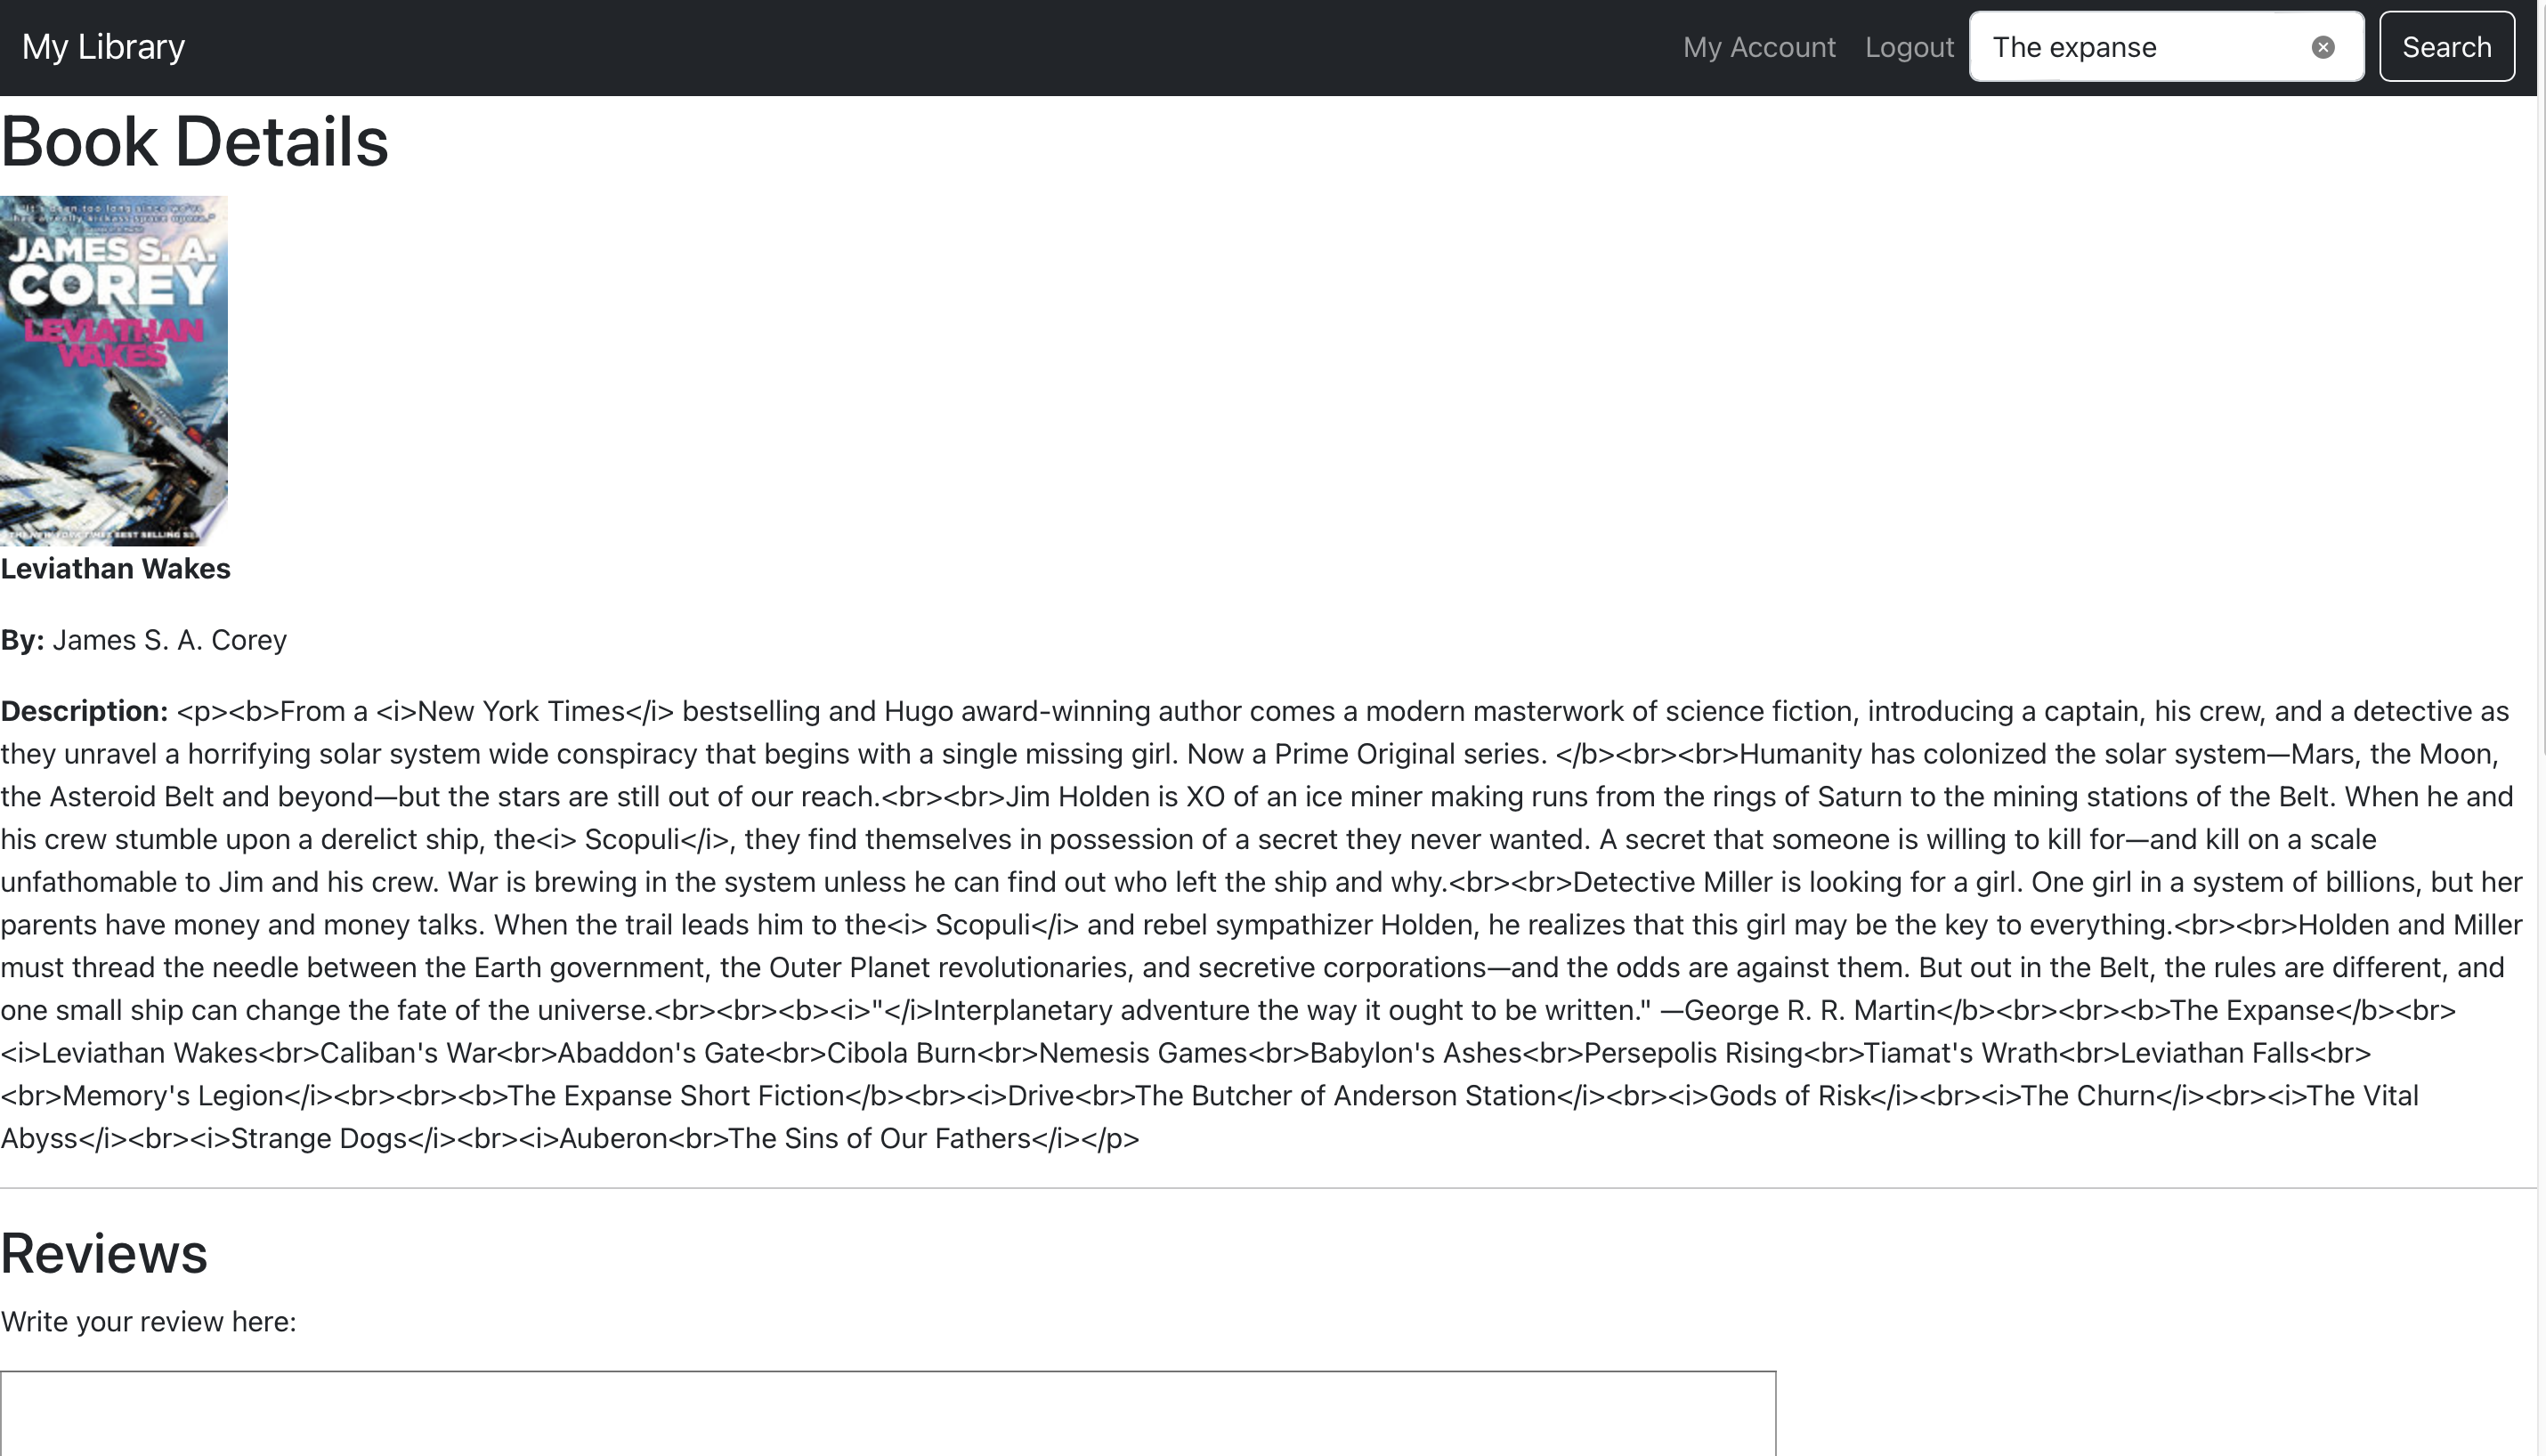 My Library
My Account
Logout
The expanse
Search
Book Details
"It's been too long since we've
had a really kickass space opera."
JAMES S. A.
COREY
LEVIATHAN
WAKES
Leviathan Wakes
By: James S. A. Corey
Description: <p><b>From a <i>New York Times</i> bestselling and Hugo award-winning author comes a modern masterwork of science fiction, introducing a captain, his crew, and a detective as
they unravel a horrifying solar system wide conspiracy that begins with a single missing girl. Now a Prime Original series. </b><br><br>Humanity has colonized the solar system—Mars, the Moon,
the Asteroid Belt and beyond—but the stars are still out of our reach.<br><br>Jim Holden is XO of an ice miner making runs from the rings of Saturn to the mining stations of the Belt. When he and
his crew stumble upon a derelict ship, the<i> Scopuli</i>, they find themselves in possession of a secret they never wanted. A secret that someone is willing to kill for—and kill on a scale
unfathomable to Jim and his crew. War is brewing in the system unless he can find out who left the ship and why.<br><br>Detective Miller is looking for a girl. One girl in a system of billions, but her
parents have money and money talks. When the trail leads him to the<i> Scopuli</i> and rebel sympathizer Holden, he realizes that this girl may be the key to everything.<br><br>Holden and Miller
must thread the needle between the Earth government, the Outer Planet revolutionaries, and secretive corporations—and the odds are against them. But out in the Belt, the rules are different, and
one small ship can change the fate of the universe.<br><br><b><i>"</i>Interplanetary adventure the way it ought to be written." —George R. R. Martin</b><br><br><b>The Expanse</b><br>
<i>Leviathan Wakes<br>Caliban's War<br>Abaddon's Gate<br>Cibola Burn<br>Nemesis Games<br>Babylon's Ashes<br>Persepolis Rising<br>Tiamat's Wrath<br>Leviathan Falls<br>
<br>Memory's Legion</i><br><br><b>The Expanse Short Fiction</b><br><i>Drive<br>The Butcher of Anderson Station</i><br><i>Gods of Risk</i><br><i>The Churn</i><br><i>The Vital
Abyss</i><br><i>Strange Dogs</i><br><i>Auberon<br>The Sins of Our Fathers</i></p>
Reviews
Write your review here: